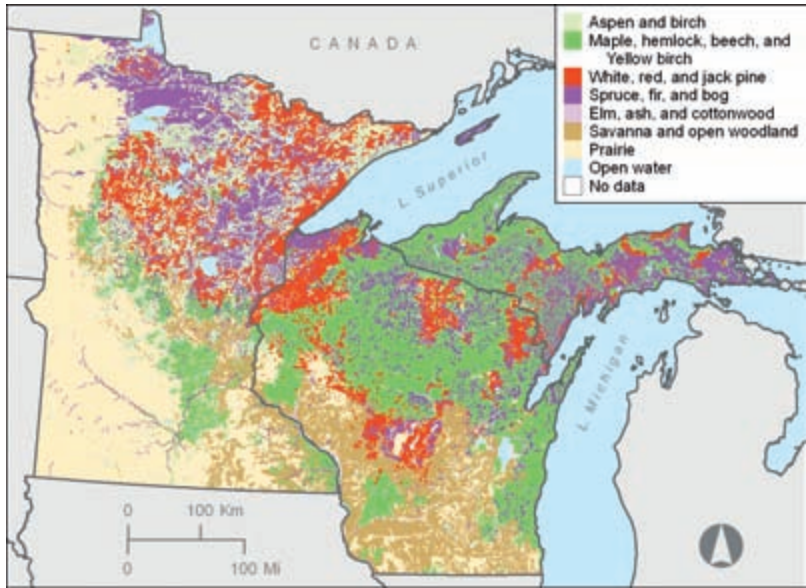 CANADA
L. Superior
L. Michigan
Aspen and birch
Maple, hemlock, beech, and
Yellow birch
White, red, and jack pine
Spruce, fir, and bog
Elm, ash, and cottonwood
Savanna and open woodland
Prairie
Open water
No data
0 100 Km
0 100 Mi